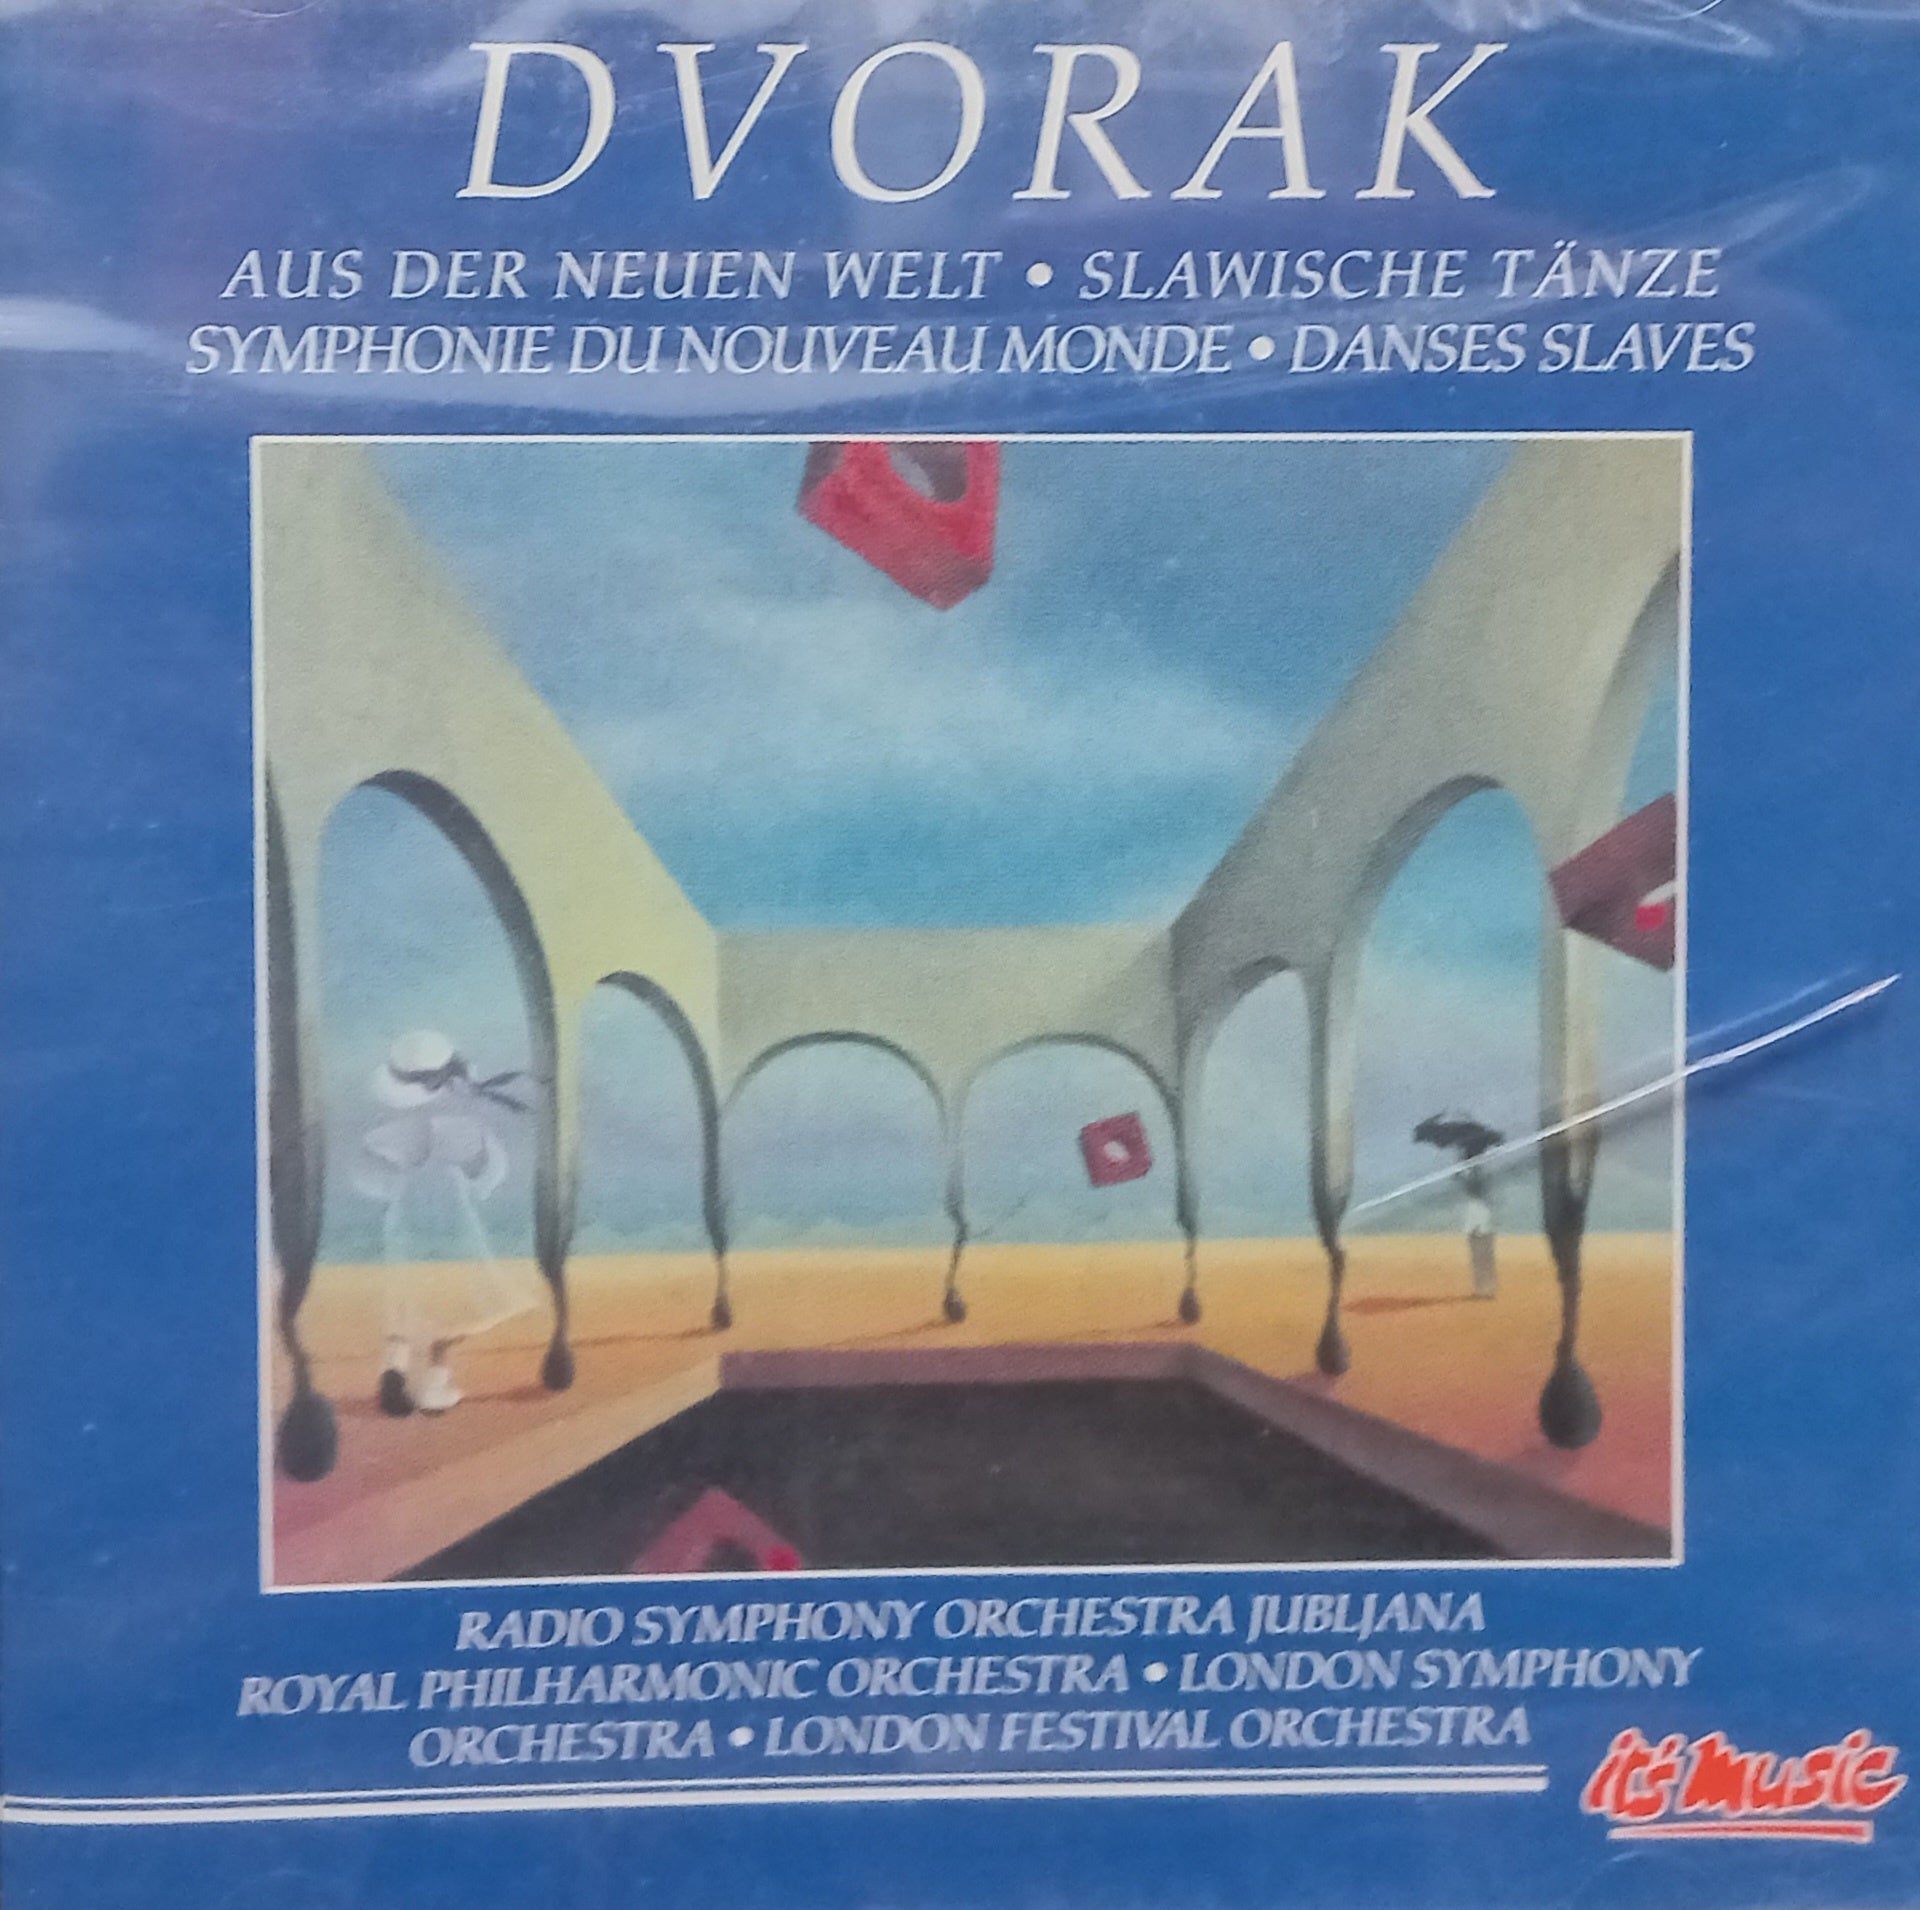 DVORAK
AUS DER NEUEN WELT • SLAWISCHE TÄNZE
SYMPHONIE DU NOUVEAU MONDE • DANSES SLAVES
RADIO SYMPHONY ORCHESTRA JUBLJANA
ROYAL PHILHARMONIC ORCHESTRA • LONDON SYMPHONY
ORCHESTRA • LONDON FESTIVAL ORCHESTRA
it's Music